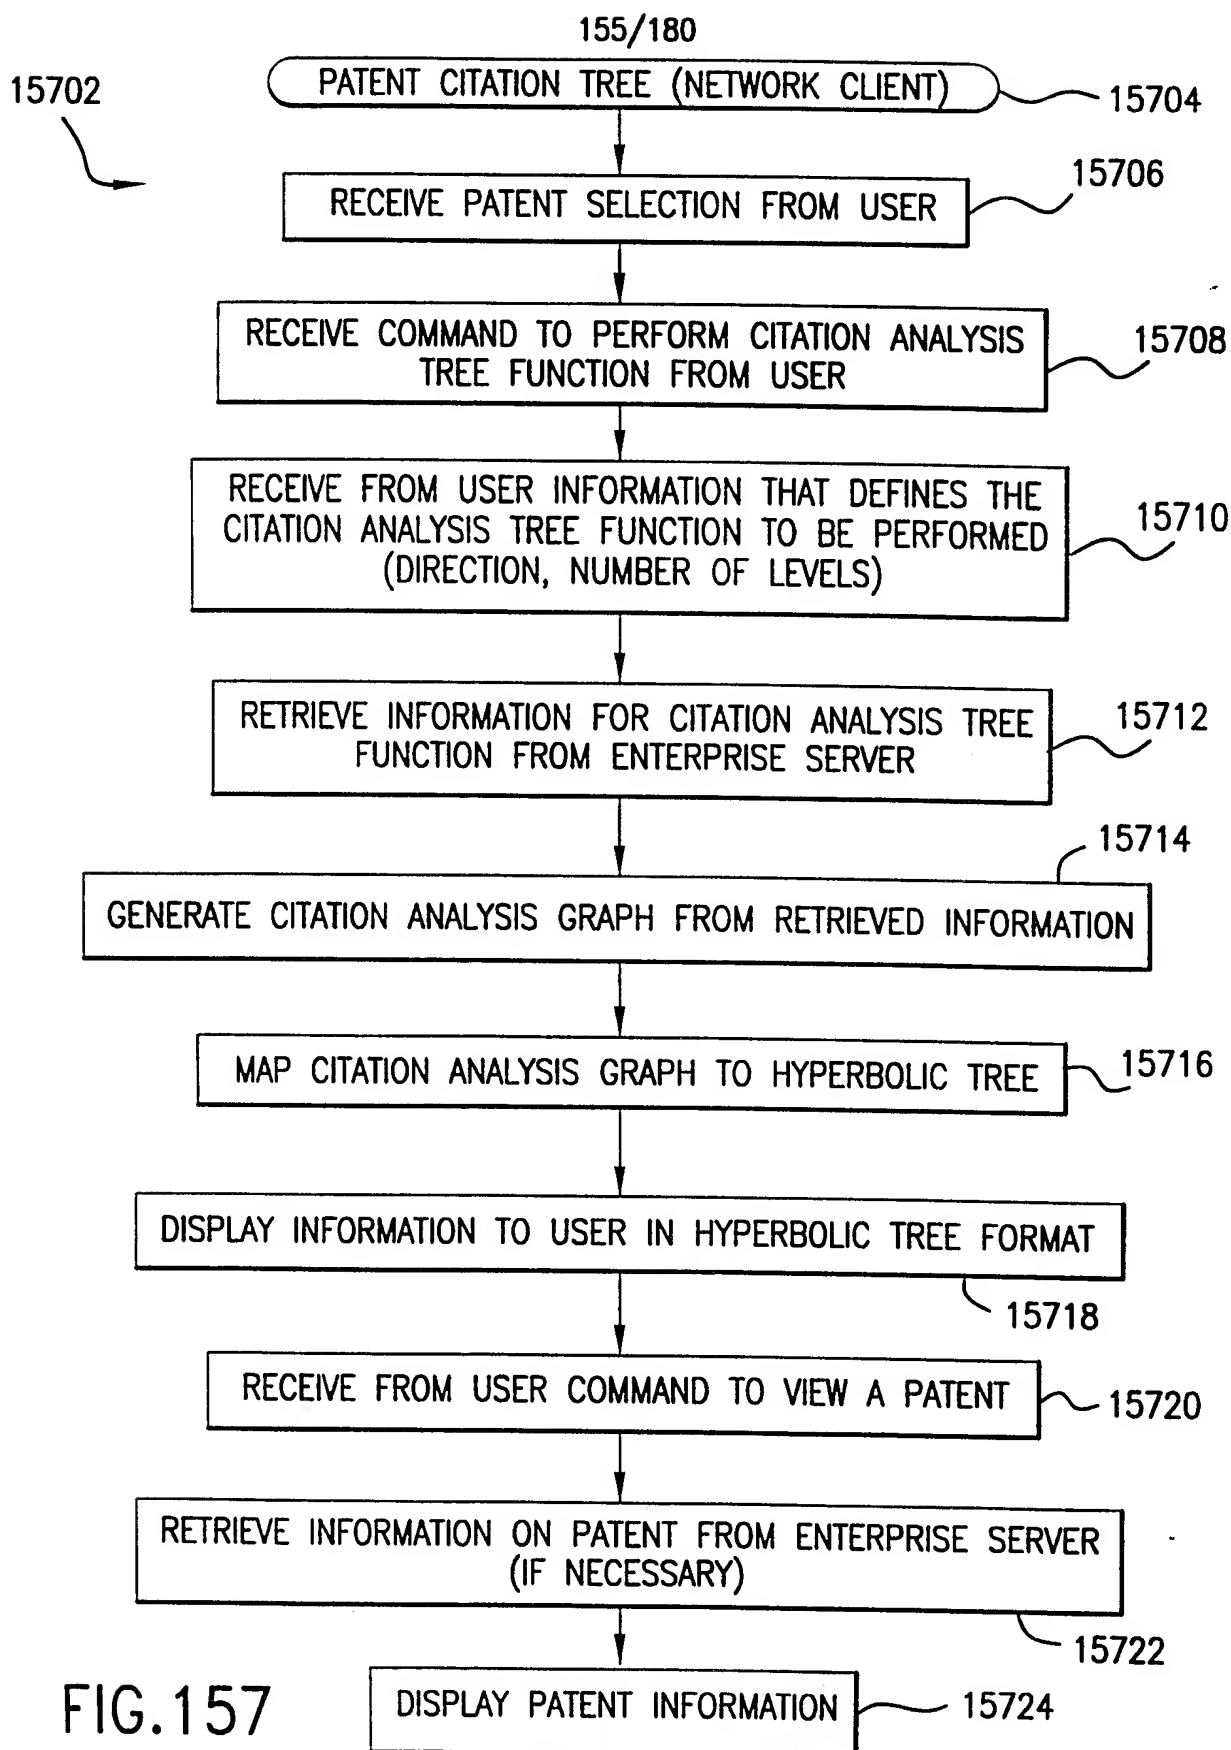 155/180
15702
PATENT CITATION TREE (NETWORK CLIENT)
15704
RECEIVE PATENT SELECTION FROM USER
15706
RECEIVE COMMAND TO PERFORM CITATION ANALYSIS
TREE FUNCTION FROM USER
15708
RECEIVE FROM USER INFORMATION THAT DEFINES THE
CITATION ANALYSIS TREE FUNCTION TO BE PERFORMED
(DIRECTION, NUMBER OF LEVELS)
15710
RETRIEVE INFORMATION FOR CITATION ANALYSIS TREE
FUNCTION FROM ENTERPRISE SERVER
15712
15714
GENERATE CITATION ANALYSIS GRAPH FROM RETRIEVED INFORMATION
MAP CITATION ANALYSIS GRAPH TO HYPERBOLIC TREE
15716
DISPLAY INFORMATION TO USER IN HYPERBOLIC TREE FORMAT
15718
RECEIVE FROM USER COMMAND TO VIEW A PATENT
15720
RETRIEVE INFORMATION ON PATENT FROM ENTERPRISE SERVER
(IF NECESSARY)
15722
DISPLAY PATENT INFORMATION
15724
FIG.157